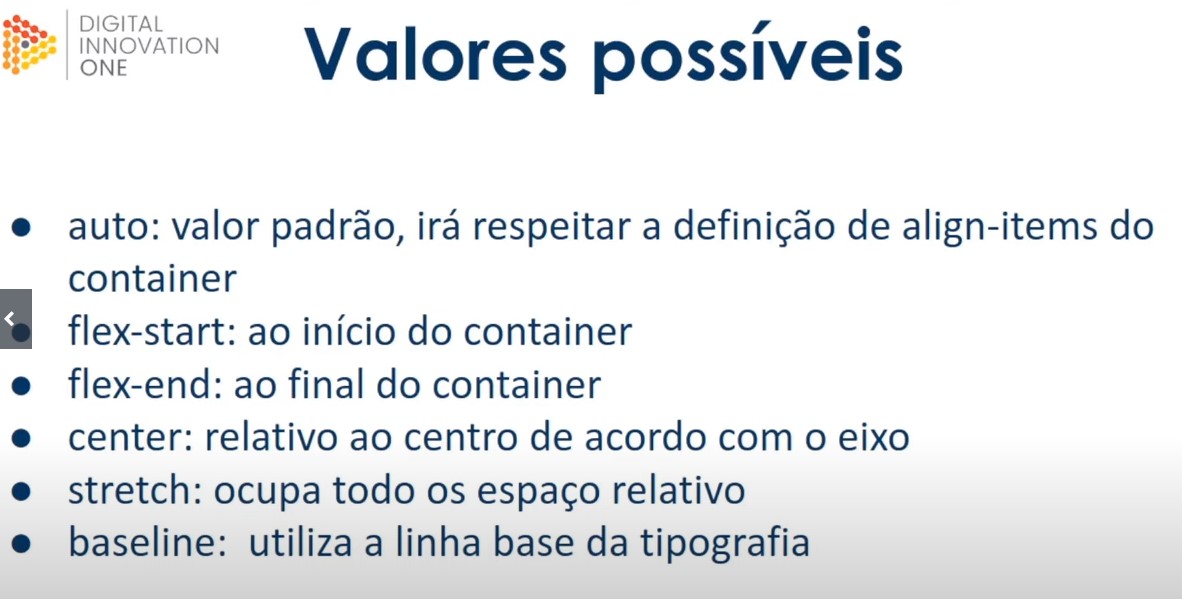 DIGITAL
INNOVATION
ONE
Valores possíveis
● auto: valor padrão, irá respeitar a definição de align-items do
container
● flex-start: ao início do container
● flex-end: ao final do container
● center: relativo ao centro de acordo com o eixo
● stretch: ocupa todo os espaço relativo
● baseline:  utiliza a linha base da tipografia